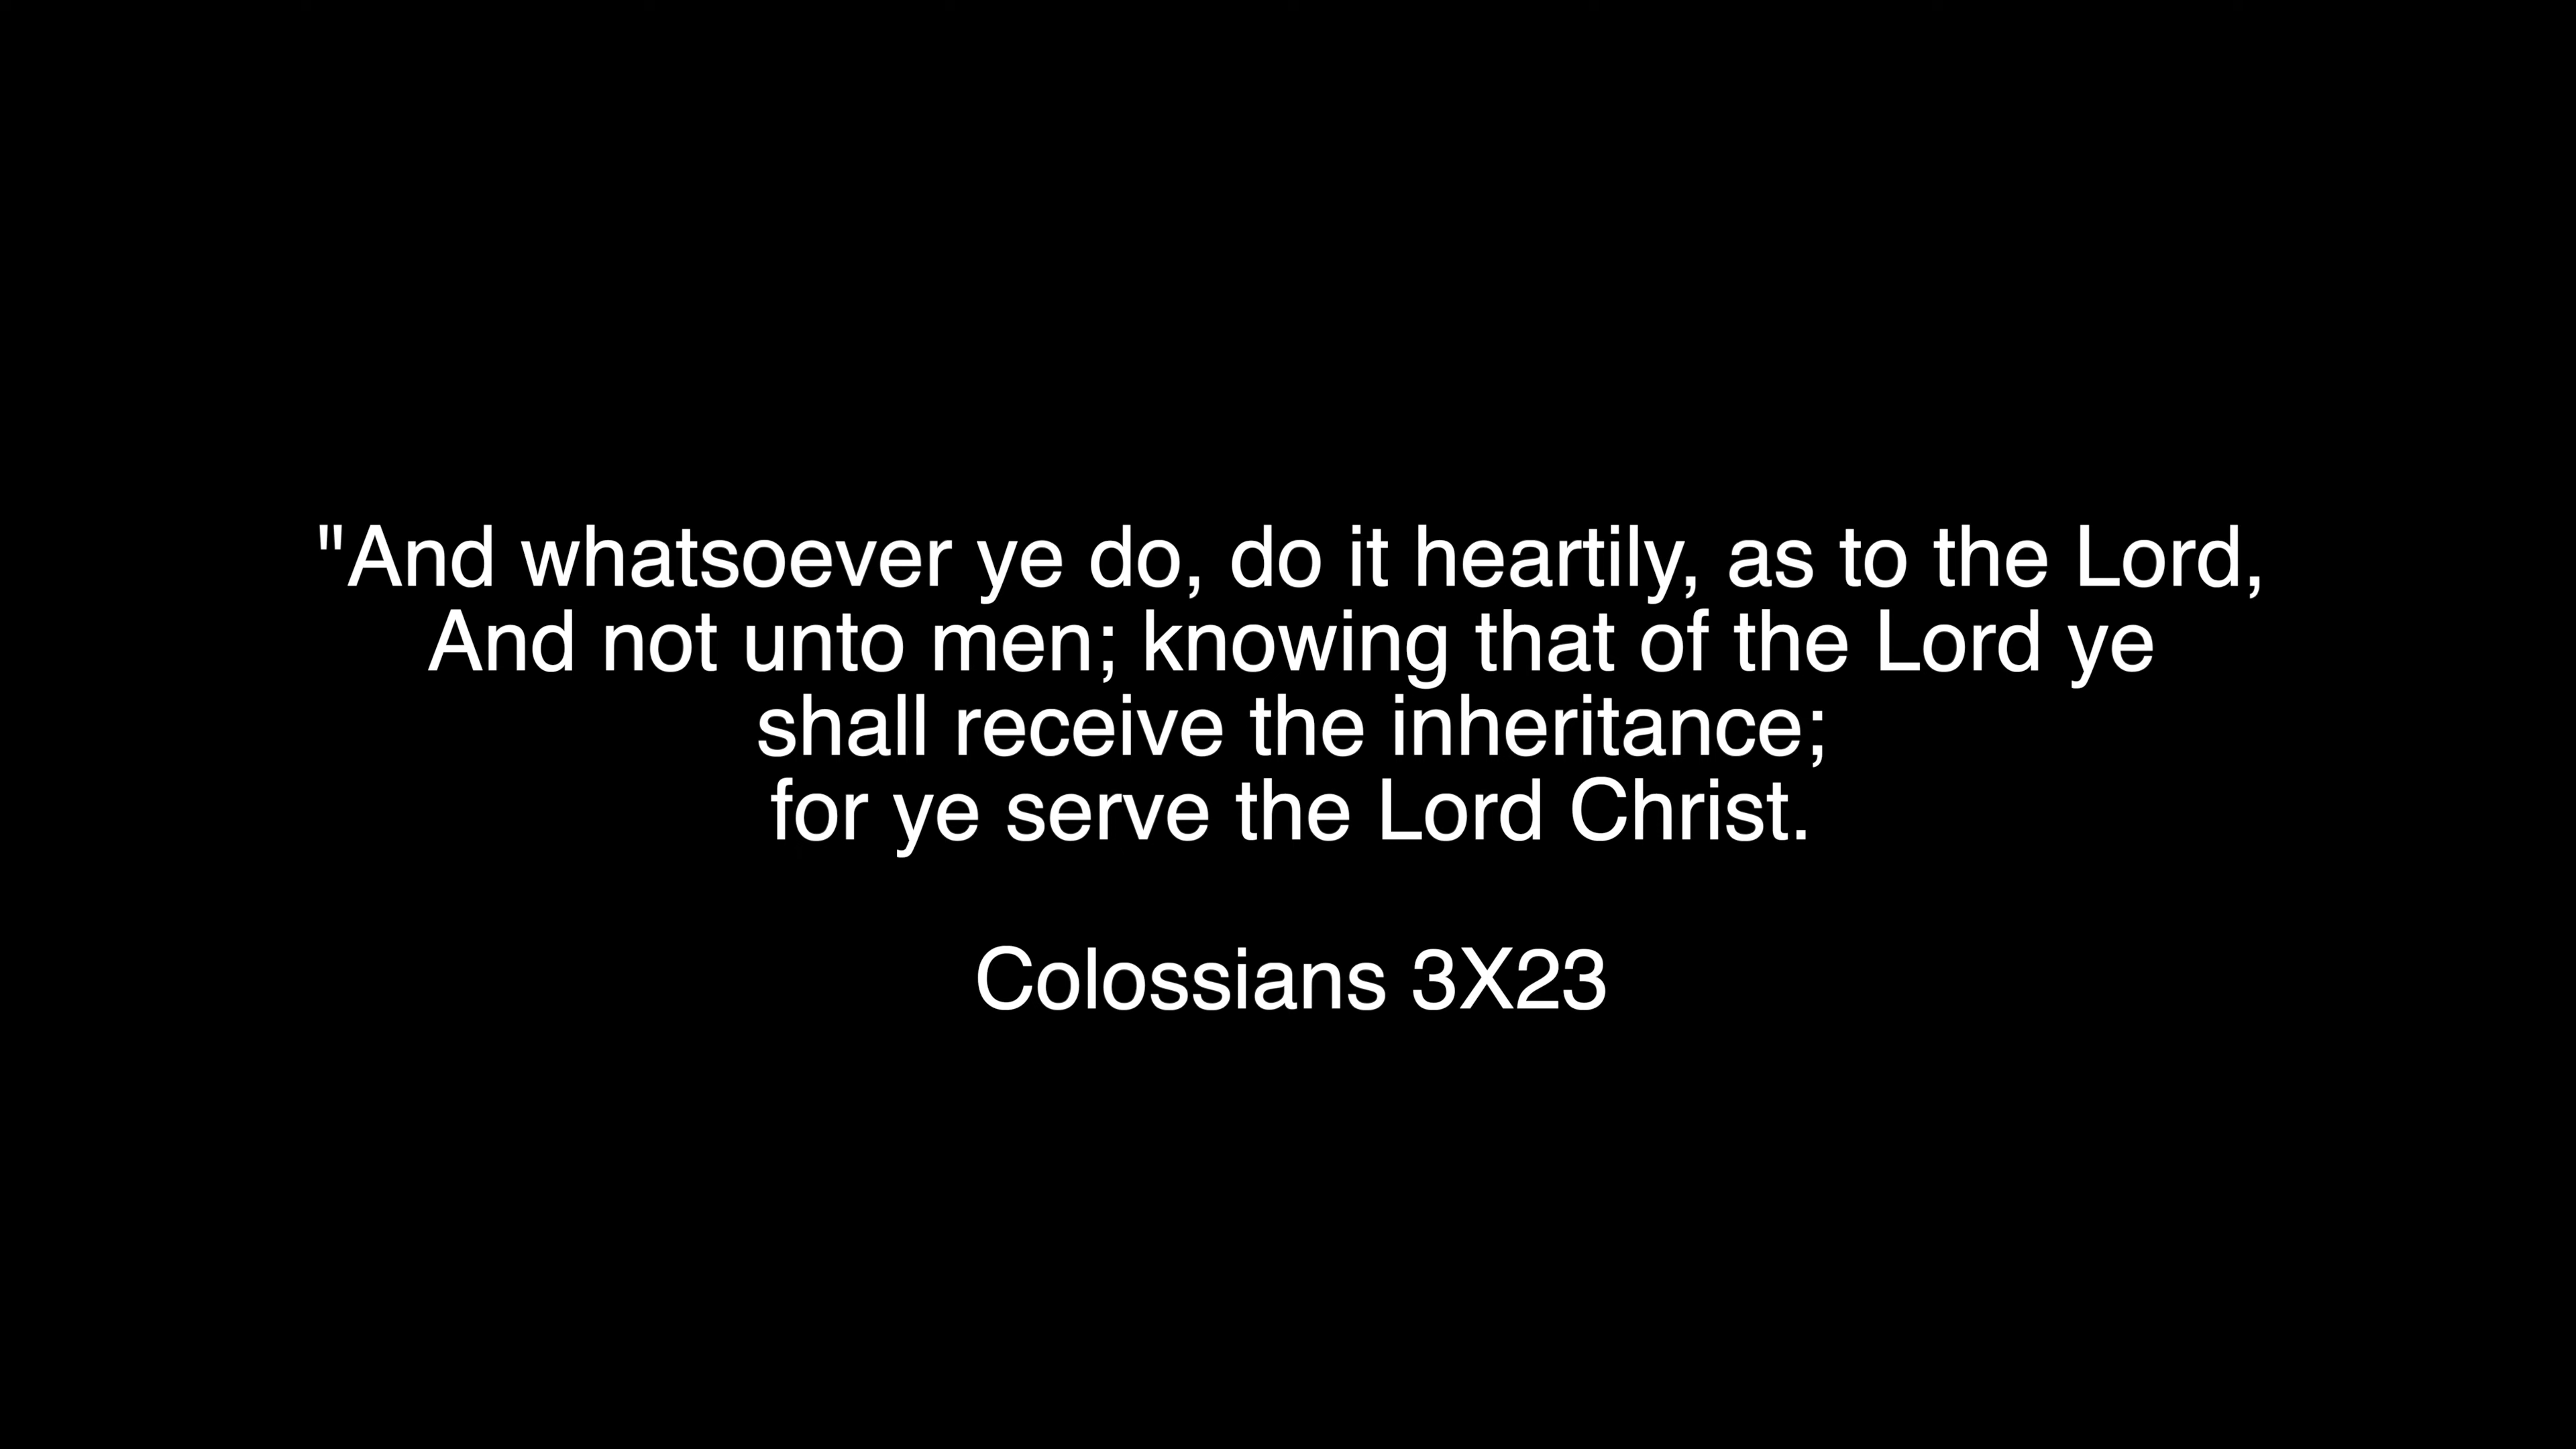 "And whatsoever ye do, do it heartily, as to the Lord,
And not unto men; knowing that of the Lord ye
shall receive the inheritance;
for ye serve the Lord Christ.
Colossians 3X23